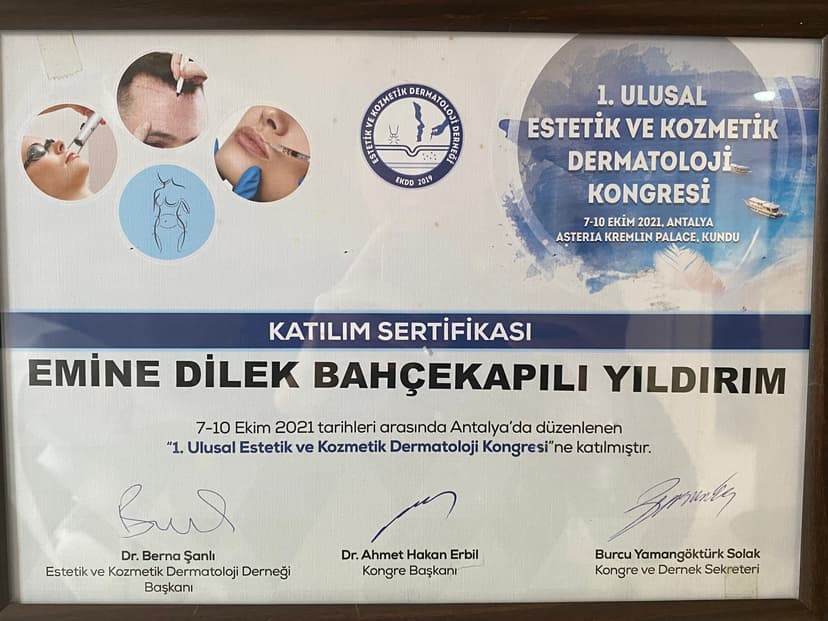 ESTETİK VE KOZMETİK DERMATOLOJİ DERNEĞİ
EKDD 2019
1. ULUSAL
ESTETİK VE KOZMETİK
DERMATOLOJİ
KONGRESİ
7-10 EKİM 2021, ANTALYA
ASTERIA KREMLIN PALACE, KUNDU
KATILIM SERTİFİKASI
EMİNE DİLEK BAHÇEKAPILI YILDIRIM
7-10 Ekim 2021 tarihleri arasında Antalya'da düzenlenen
"1. Ulusal Estetik ve Kozmetik Dermatoloji Kongresi"ne katılmıştır.
Dr. Berna Şanlı
Estetik ve Kozmetik Dermatoloji Derneği
Başkanı
Dr. Ahmet Hakan Erbil
Kongre Başkanı
Burcu Yamangöktürk Solak
Kongre ve Dernek Sekreteri